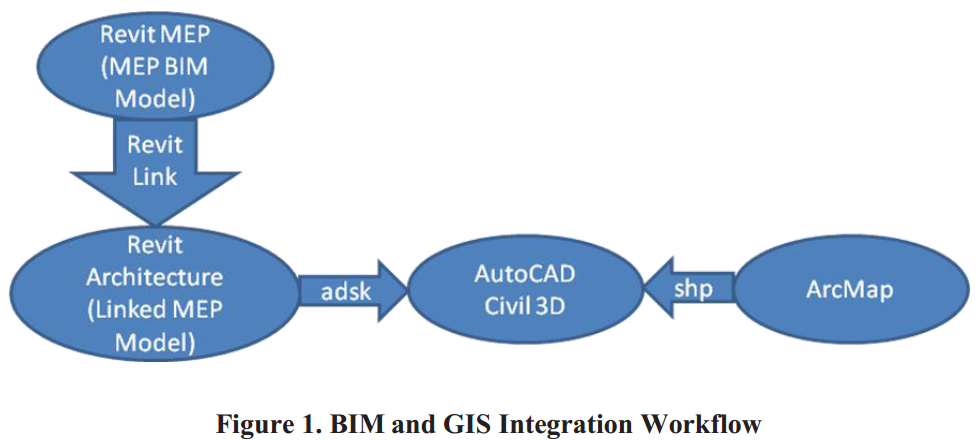 Revit MEP
(MEP BIM
Model)
Revit
Link
Revit
Architecture
(Linked MEP
Model)
adsk
AutoCAD
Civil 3D
shp
ArcMap
Figure 1. BIM and GIS Integration Workflow